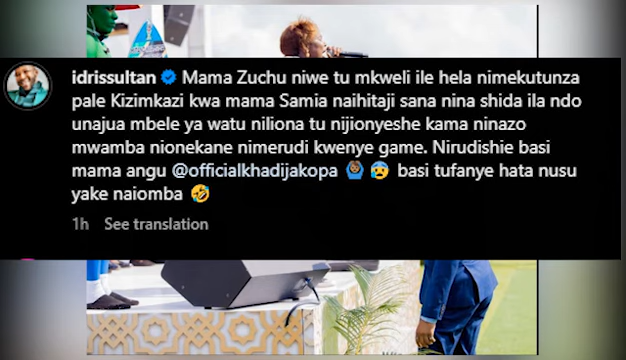 idrissultan Mama Zuchu niwe tu mkweli ile hela nimekutunza
pale Kizimkazi kwa mama Samia naihitaji sana nina shida ila ndo
unajua mbele ya watu niliona tu nijionyeshe kama ninazo
mwamba nionekane nimerudi kwenye game. Nirudishie basi
mama angu @officialkhadijakopa 🙆🏾‍♂️ 😰 basi tufanye hata nusu
yake naiomba 🤣
1h See translation